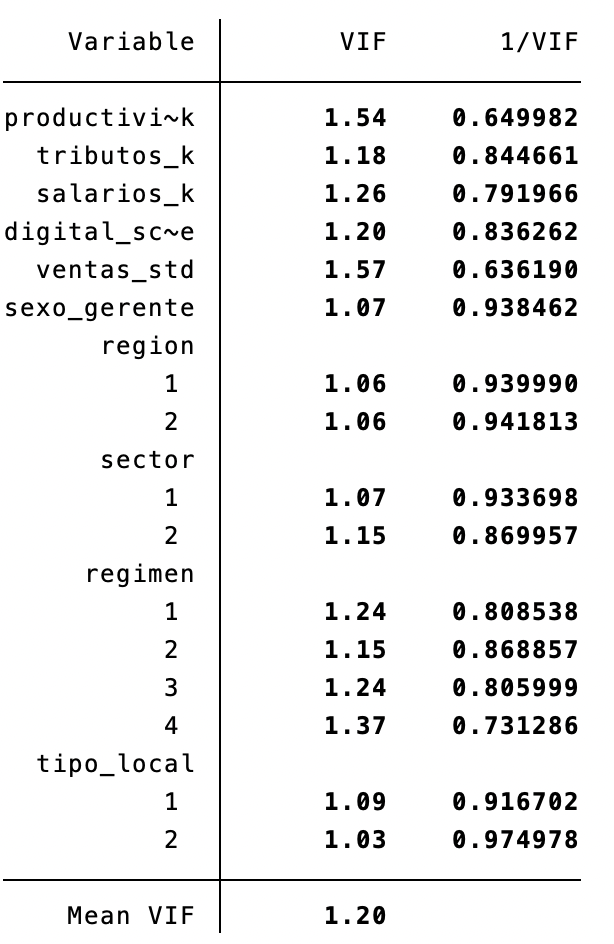 Variable VIF 1/VIF
productivi~k 1.54 0.649982
tributos_k 1.18 0.844661
salarios_k 1.26 0.791966
digital_sc~e 1.20 0.836262
ventas_std 1.57 0.636190
sexo_gerente 1.07 0.938462
region
1 1.06 0.939990
2 1.06 0.941813
sector
1 1.07 0.933698
2 1.15 0.869957
regimen
1 1.24 0.808538
2 1.15 0.868857
3 1.24 0.805999
4 1.37 0.731286
tipo_local
1 1.09 0.916702
2 1.03 0.974978
Mean VIF 1.20